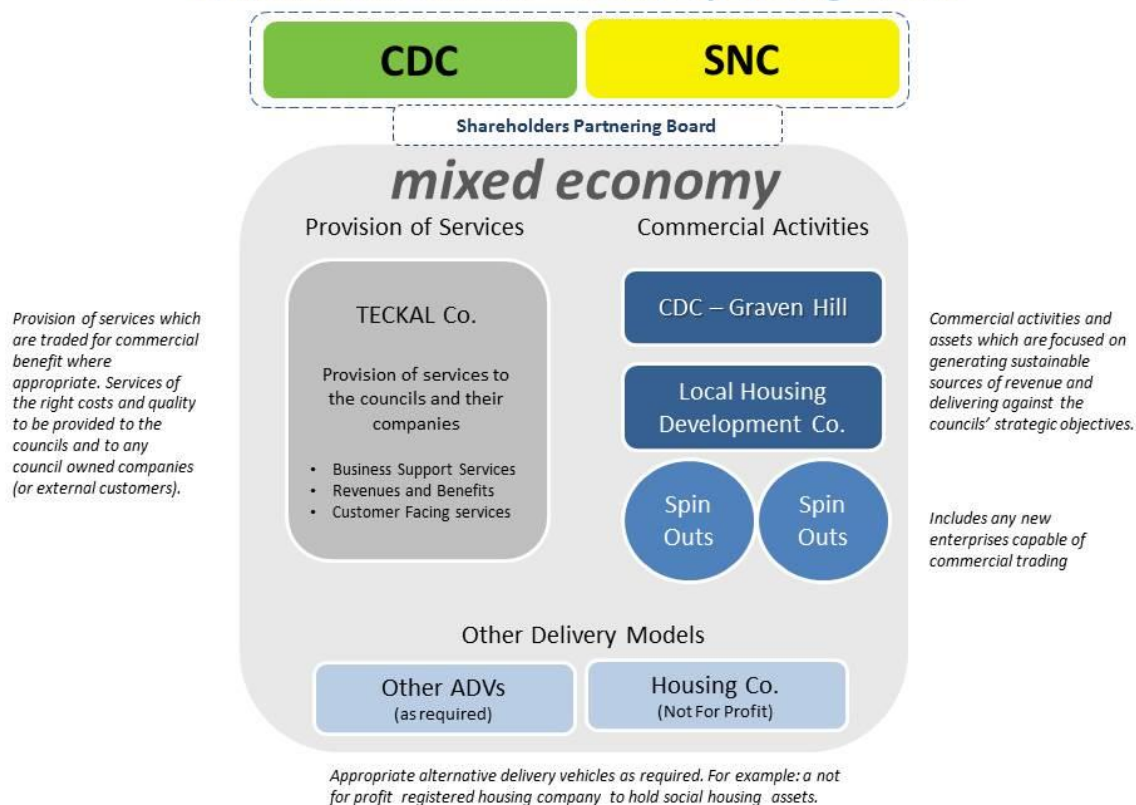 CDC
SNC
Shareholders Partnering Board
mixed economy
Provision of Services
Commercial Activities
TECKAL Co.
Provision of services to
the councils and their
companies
• Business Support Services
• Revenues and Benefits
• Customer Facing services
CDC – Graven Hill
Local Housing
Development Co.
Spin
Outs
Spin
Outs
Provision of services which
are traded for commercial
benefit where
appropriate. Services of
the right costs and quality
to be provided to the
councils and to any
council owned companies
(or external customers).
Commercial activities and
assets which are focused on
generating sustainable
sources of revenue and
delivering against the
councils’ strategic objectives.
Includes any new
enterprises capable of
commercial trading
Other Delivery Models
Other ADVs
(as required)
Housing Co.
(Not For Profit)
Appropriate alternative delivery vehicles as required. For example: a not
for profit registered housing company to hold social housing assets.